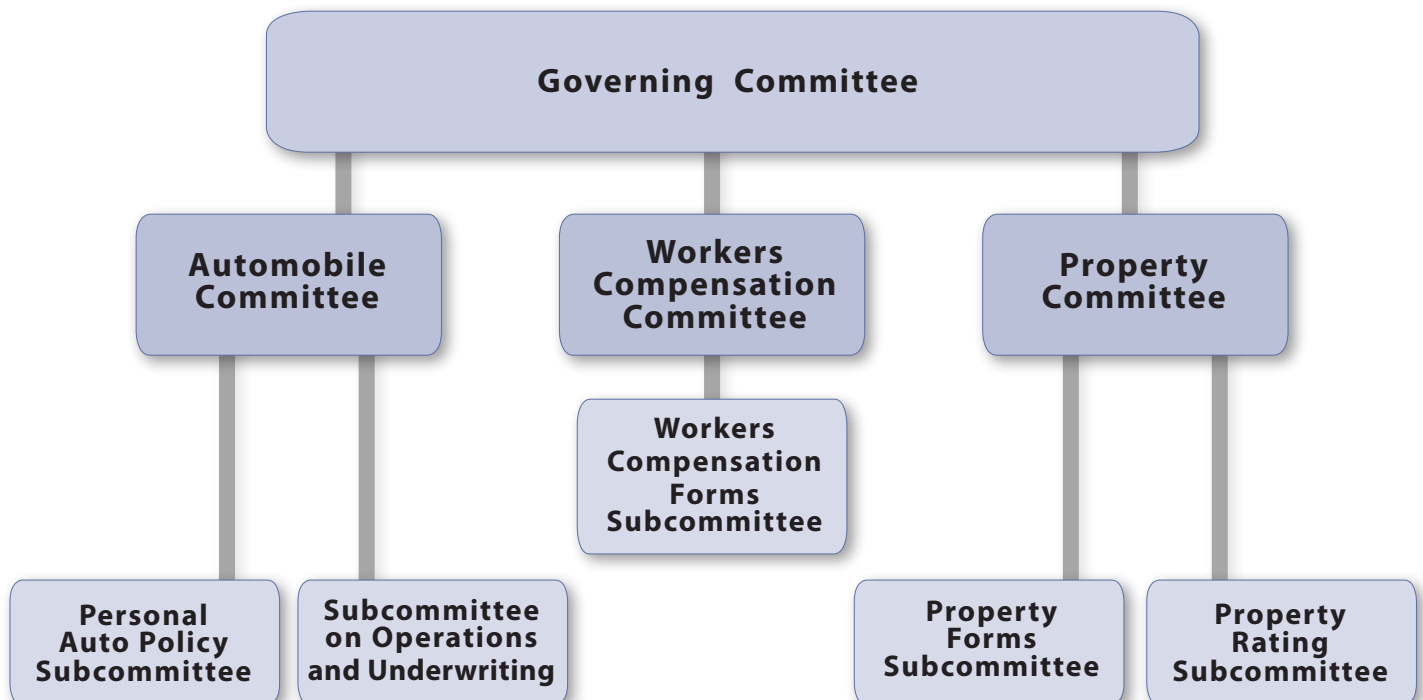 Governing Committee
Automobile
Committee
Workers
Compensation
Committee
Property
Committee
Workers
Compensation
Forms
Subcommittee
Personal
Auto Policy
Subcommittee
Subcommittee
on Operations
and Underwriting
Property
Forms
Subcommittee
Property
Rating
Subcommittee